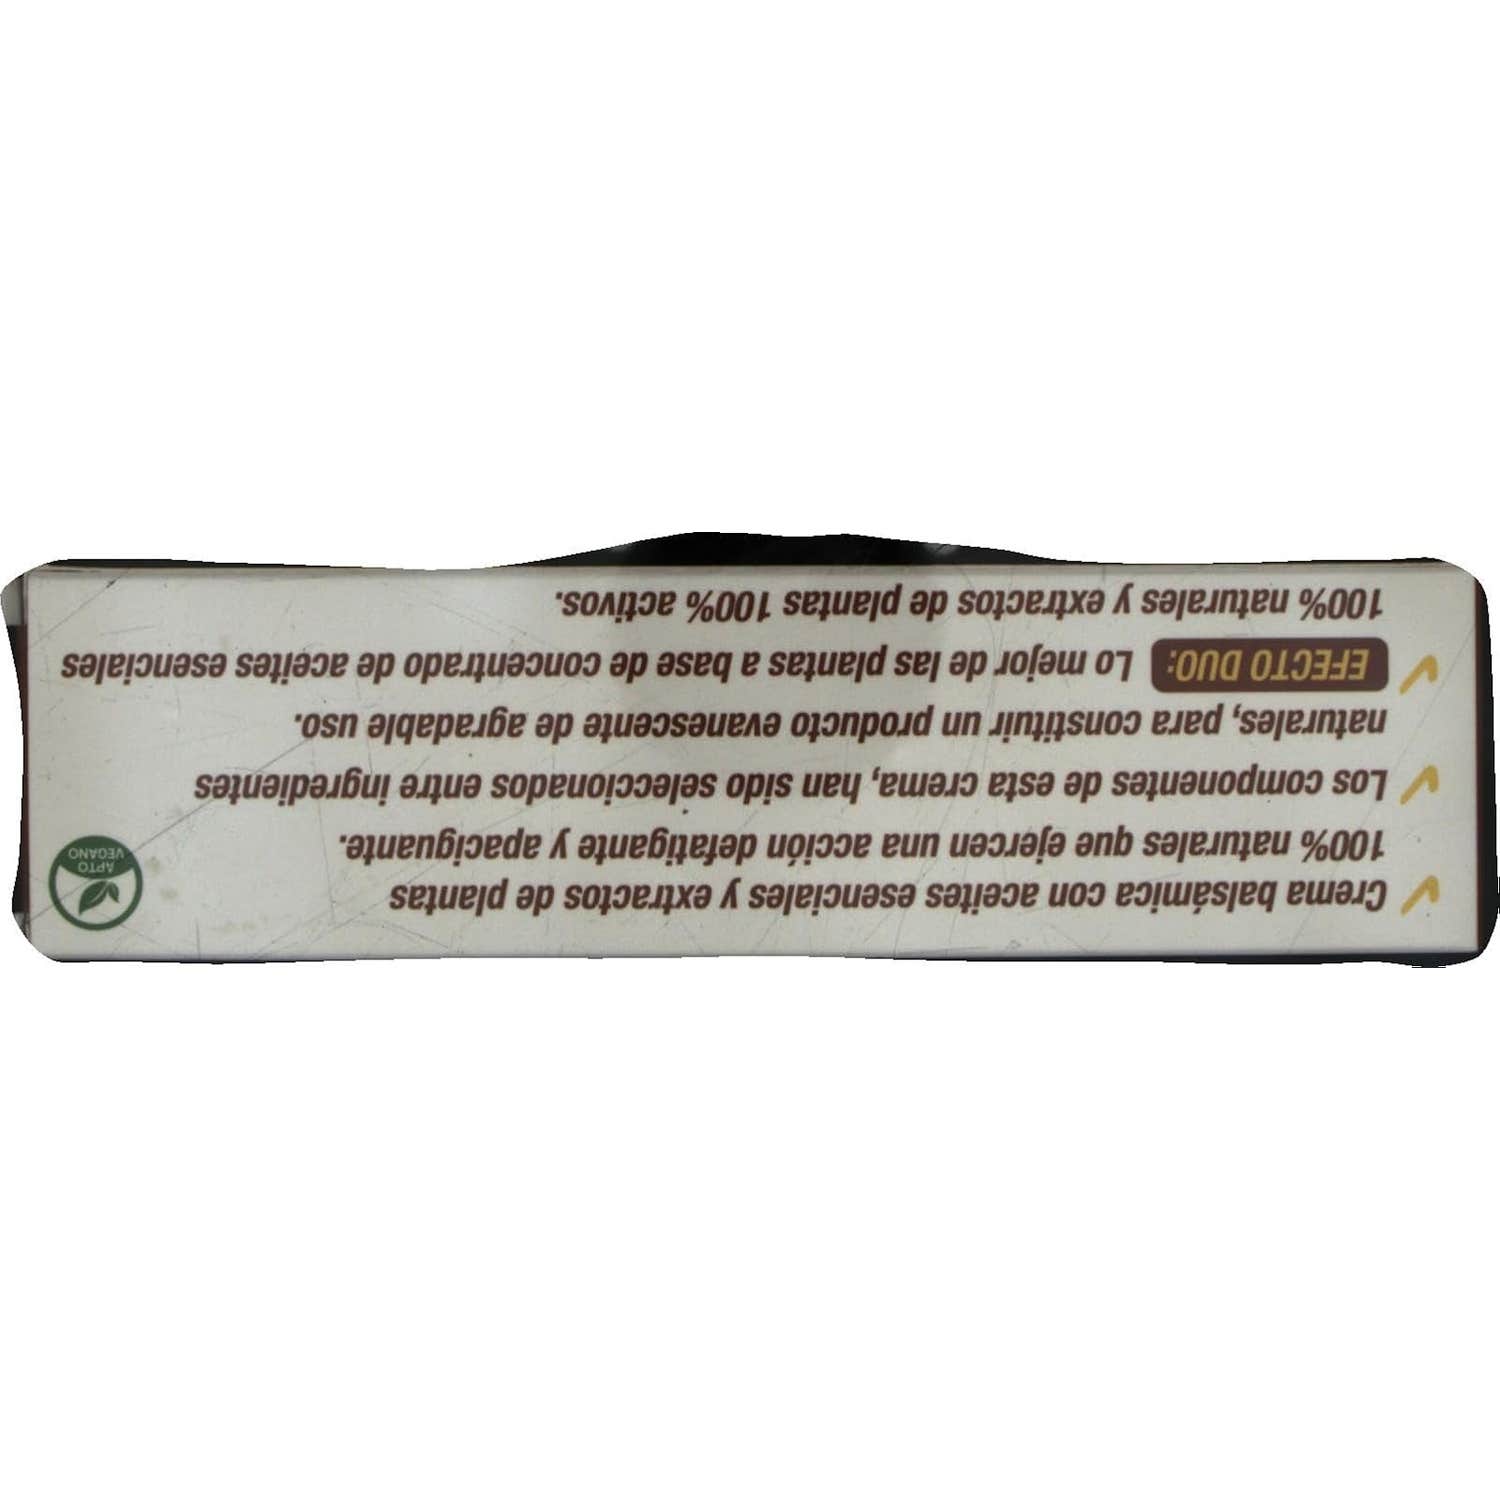 Crema balsámica con aceites esenciales y extractos de plantas
100% naturales que ejercen una acción defatigante y apaciguante.
Los componentes de esta crema, han sido seleccionados entre ingredientes
naturales, para constituir un producto evanescente de agradable uso.
EFECTO DUO: Lo mejor de las plantas a base de concentrado de aceites esenciales
100% naturales y extractos de plantas 100% activos.
APTO
VEGANO